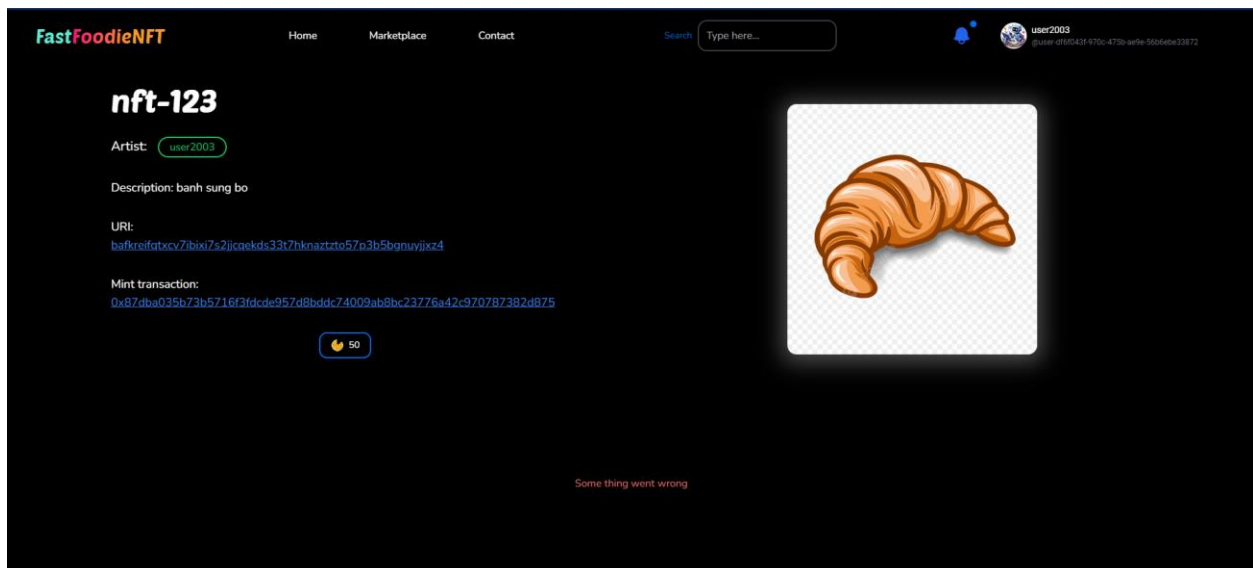 FastFoodieNFT
Home
Marketplace
Contact
Search
Type here...
user2003
@user-df6f043f-970c-475b-ae9e-56b6ebe33872
nft-123
Artist: user2003
Description: banh sung bo
URI:
bafkreifqtxcv7ibixi7s2jjcqekds33t7hknaztzto57p3b5bgnuyjjxz4
Mint transaction:
0x87dba035b73b5716f3fdcde957d8bddc74009ab8bc23776a42c970787382d875
50
Some thing went wrong